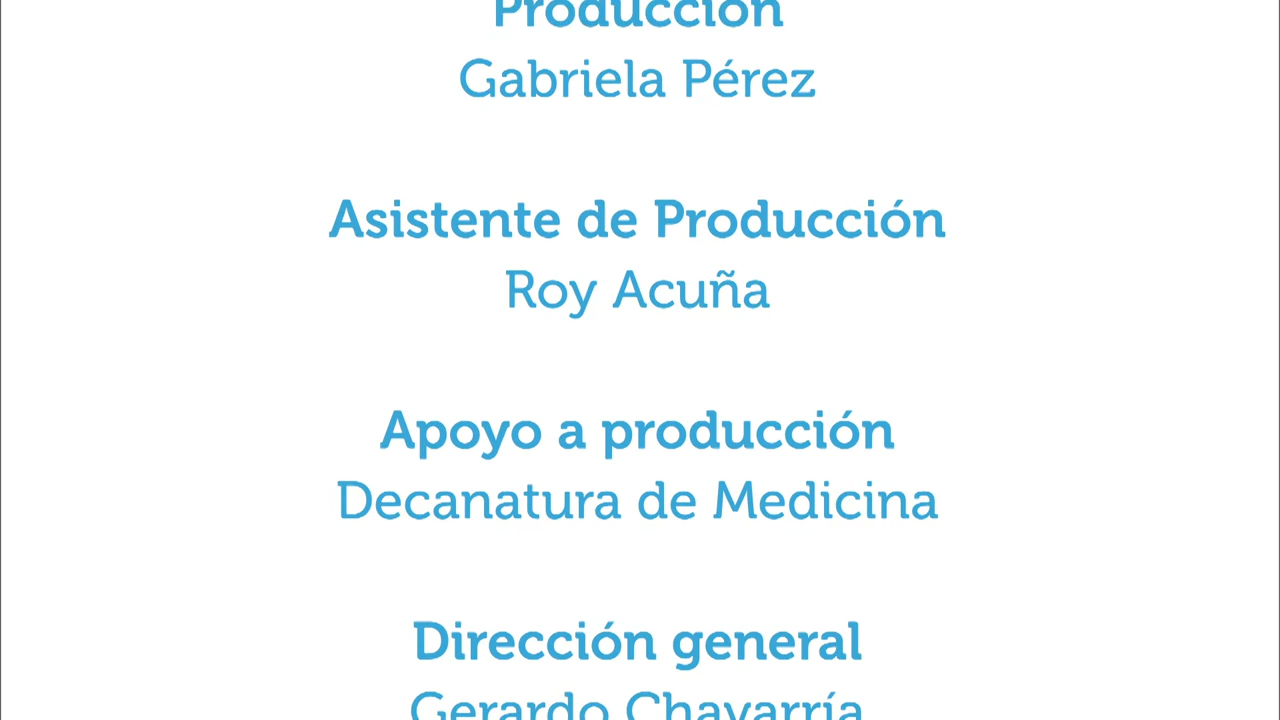 Producción
Gabriela Pérez
Asistente de Producción
Roy Acuña
Apoyo a producción
Decanatura de Medicina
Dirección general
Gerardo Chavarría